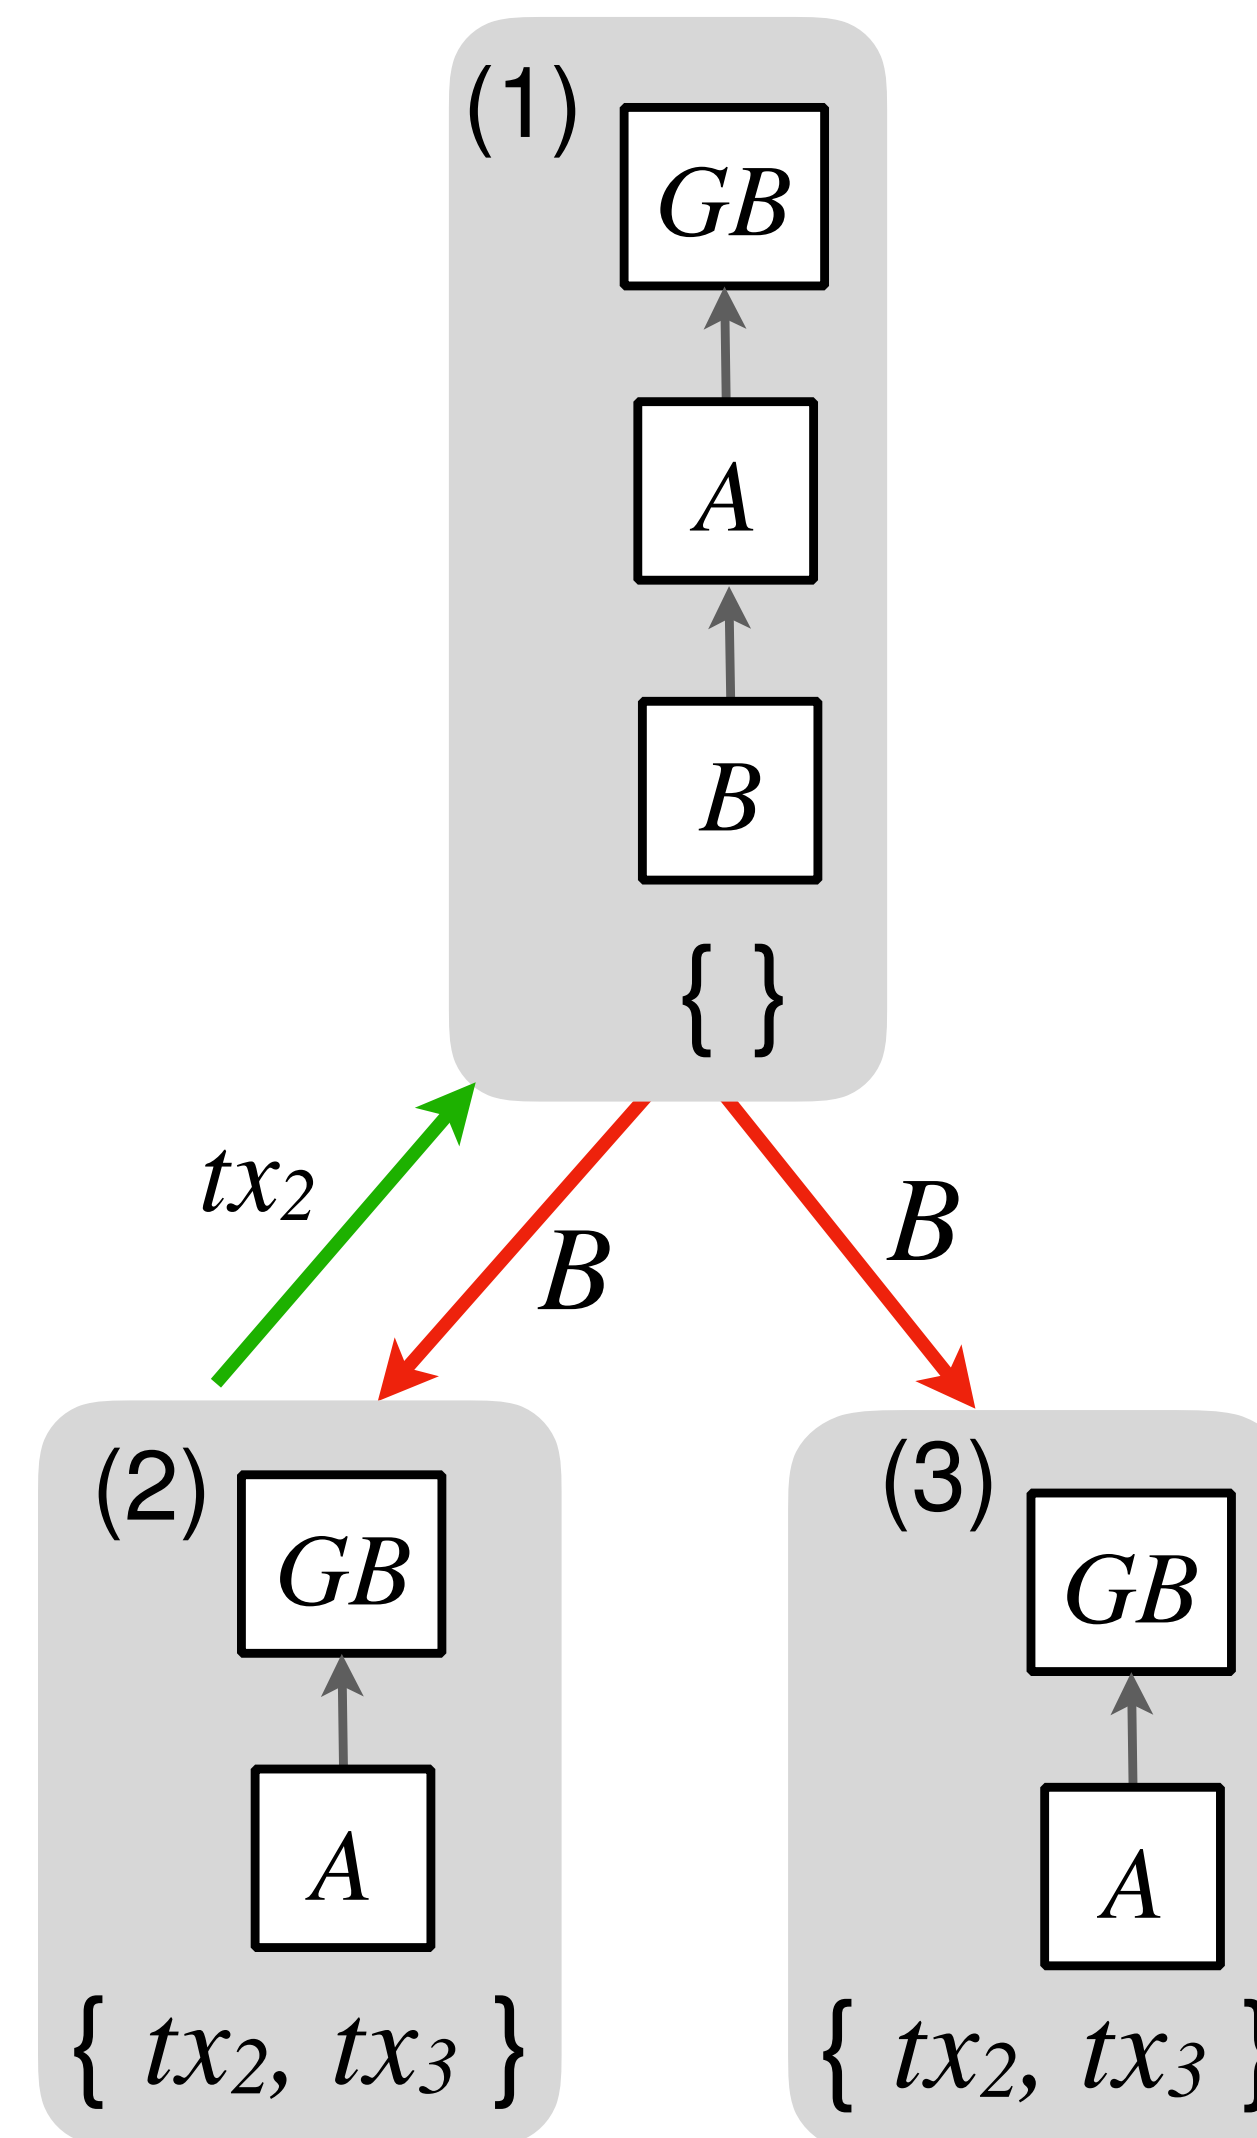 (1)
GB
A
B
{ }
tx₂
B
B
(2)
GB
A
{ tx₂, tx₃ }
(3)
GB
A
{ tx₂, tx₃ }